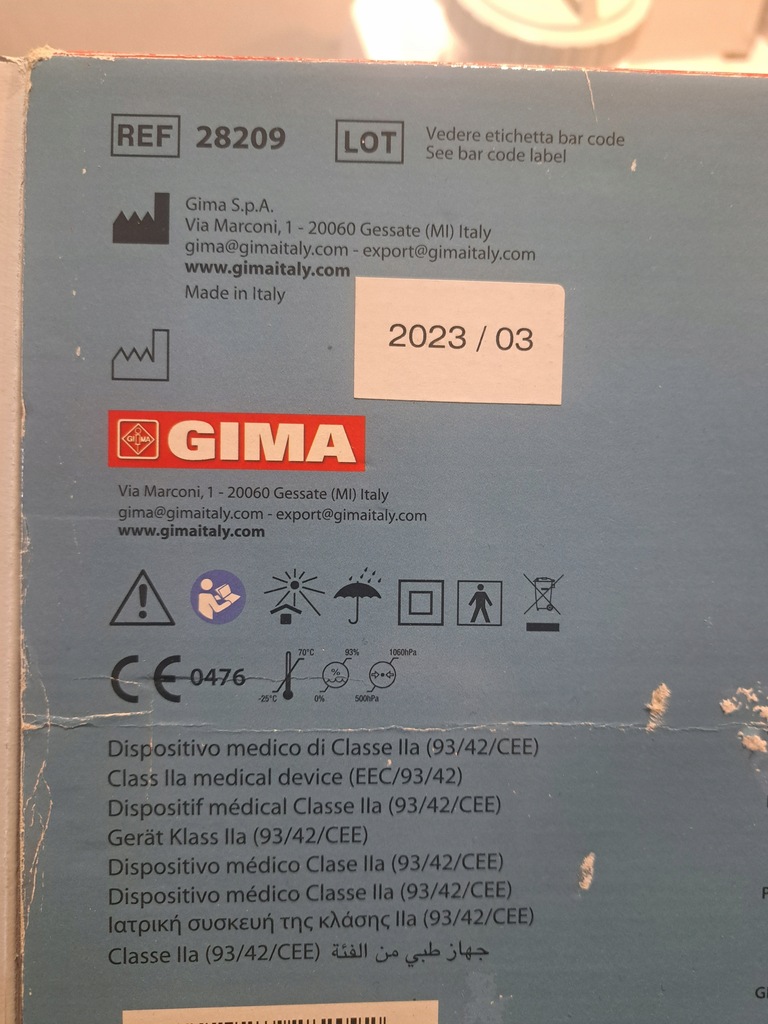 REF 28209 LOT Vedere etichetta bar code
See bar code label
Gima S.p.A.
Via Marconi, 1 - 20060 Gessate (MI) Italy
gima@gimaitaly.com - export@gimaitaly.com
www.gimaitaly.com
Made in Italy
2023 / 03
GIMA GIMA
Via Marconi, 1 - 20060 Gessate (MI) Italy
gima@gimaitaly.com - export@gimaitaly.com
www.gimaitaly.com
CE 0476 -25°C 70°C 0% % 93% 500hPa 1060hPa
Dispositivo medico di Classe IIa (93/42/CEE)
Class IIa medical device (EEC/93/42)
Dispositif médical Classe IIa (93/42/CEE)
Gerät Klass IIa (93/42/CEE)
Dispositivo médico Clase IIa (93/42/CEE)
Dispositivo médico Classe IIa (93/42/CEE)
Ιατρική συσκευή της κλάσης IIa (93/42/CEE)
Classe IIa (93/42/CEE) جهاز طبي من الفئة